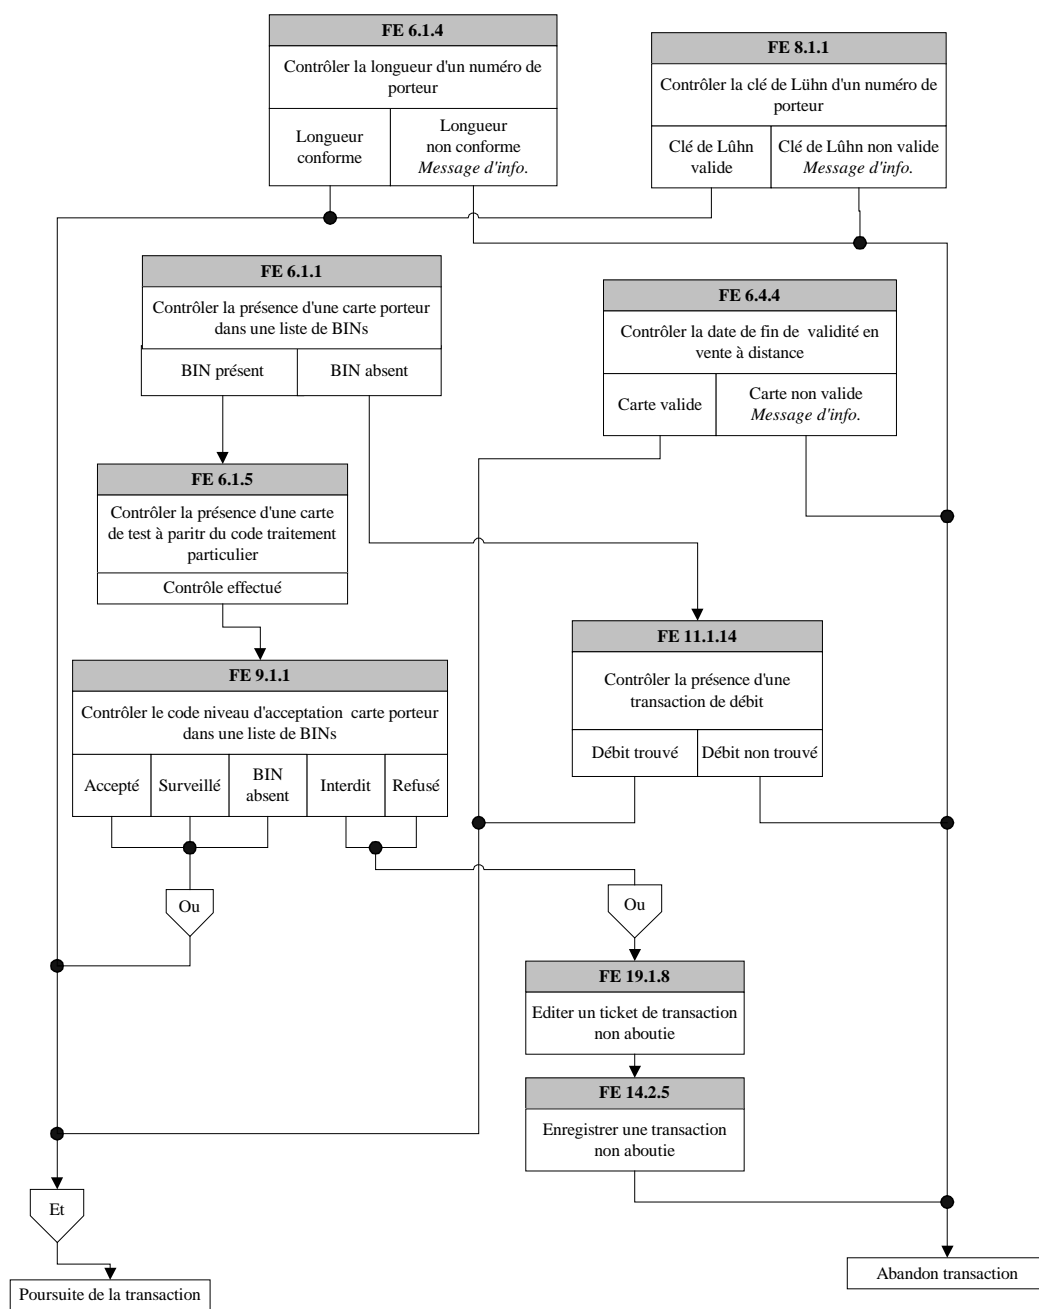 FE 6.1.4
Contrôler la longueur d'un numéro de
porteur
Longueur
conforme
Longueur
non conforme
Message d'info.
FE 8.1.1
Contrôler la clé de Lühn d'un numéro de
porteur
Clé de Lûhn
valide
Clé de Lûhn non valide
Message d'info.
FE 6.1.1
Contrôler la présence d'une carte porteur
dans une liste de BINs
BIN présent
BIN absent
FE 6.4.4
Contrôler la date de fin de validité en
vente à distance
Carte valide
Carte non valide
Message d'info.
FE 6.1.5
Contrôler la présence d'une carte
de test à paritr du code traitement
particulier
Contrôle effectué
FE 11.1.14
Contrôler la présence d'une
transaction de débit
Débit trouvé
Débit non trouvé
FE 9.1.1
Contrôler le code niveau d'acceptation carte porteur
dans une liste de BINs
Accepté
Surveillé
BIN
absent
Interdit
Refusé
Ou
Ou
FE 19.1.8
Editer un ticket de transaction
non aboutie
FE 14.2.5
Enregistrer une transaction
non aboutie
Et
Poursuite de la transaction
Abandon transaction